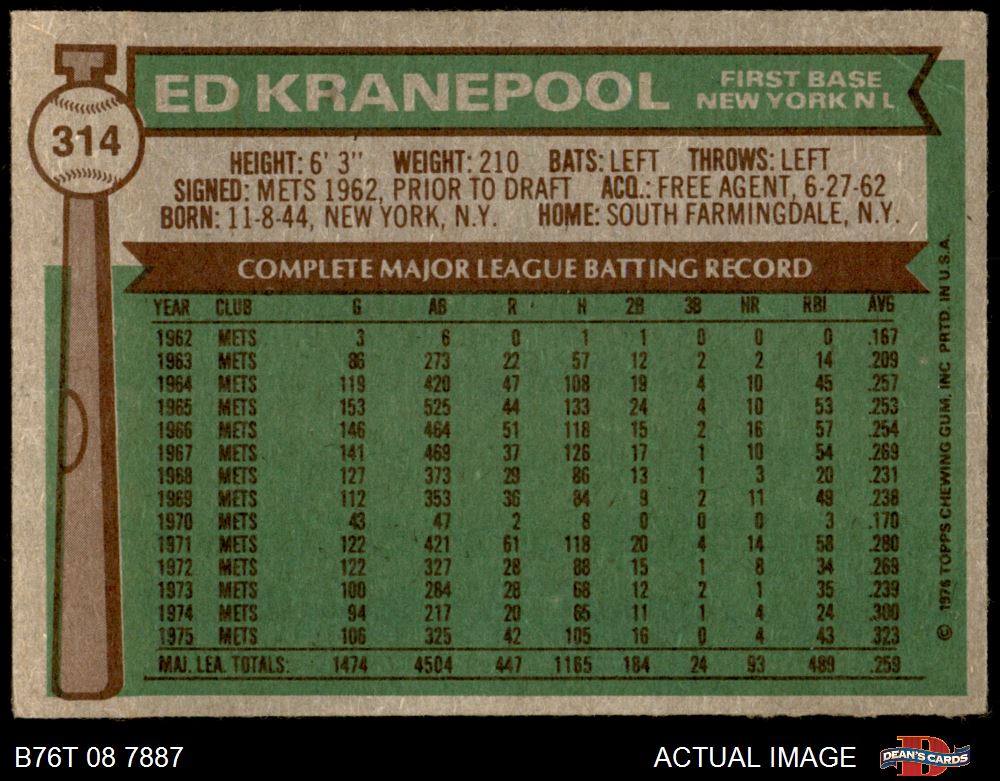 ED KRANEPOOL
FIRST BASE
NEW YORK N L
314
HEIGHT: 6' 3" WEIGHT: 210 BATS: LEFT THROWS: LEFT
SIGNED: METS 1962, PRIOR TO DRAFT ACQ.: FREE AGENT, 6-27-62
BORN: 11-8-44, NEW YORK, N.Y. HOME: SOUTH FARMINGDALE, N.Y.
COMPLETE MAJOR LEAGUE BATTING RECORD
YEAR CLUB G AB R H 2B 3B HR RBI AVG
1962 METS 3 6 0 1 1 0 0 0 .167
1963 METS 86 273 22 57 12 2 2 14 .209
1964 METS 119 420 47 108 19 4 10 45 .257
1965 METS 153 525 44 133 24 4 10 53 .253
1966 METS 146 464 51 118 15 2 16 57 .254
1967 METS 141 469 37 126 17 1 10 54 .269
1968 METS 127 373 29 86 13 1 3 20 .231
1969 METS 112 353 36 84 9 2 11 49 .238
1970 METS 43 47 2 8 0 0 0 3 .170
1971 METS 122 421 61 118 20 4 14 58 .280
1972 METS 122 327 28 88 15 1 8 34 .269
1973 METS 100 284 28 68 12 2 1 35 .239
1974 METS 94 217 20 65 11 1 4 24 .300
1975 METS 106 325 42 105 16 0 4 43 .323
MAJ. LEA. TOTALS: 1474 4504 447 1165 184 24 93 489 .259
© 1976 TOPPS CHEWING GUM, INC PRTD. IN U.S.A.
B76T 08 7887
ACTUAL IMAGE
DEAN'S CARDS